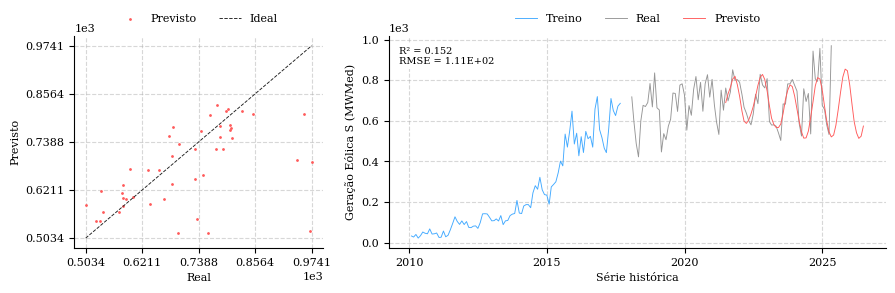 Previsto
Ideal
1e3
0.9741
0.8564
0.7388
0.6211
0.5034
Previsto
0.5034
0.6211
0.7388
0.8564
0.9741
Real
1e3
Treino
Real
Previsto
1e3
R² = 0.152
RMSE = 1.11E+02
1.0
0.8
0.6
0.4
0.2
0.0
Geração Eólica S (MWMed)
2010
2015
2020
2025
Série histórica